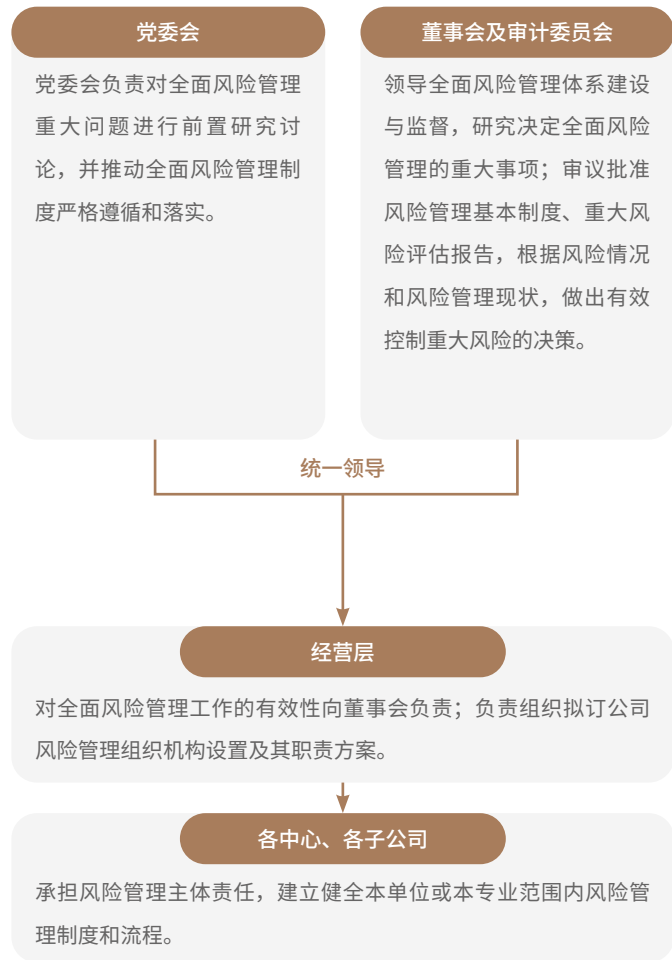 党委会
党委会负责对全面风险管理
重大问题进行前置研究讨
论，并推动全面风险管理制
度严格遵循和落实。
董事会及审计委员会
领导全面风险管理体系建设
与监督，研究决定全面风险
管理的重大事项；审议批准
风险管理基本制度、重大风
险评估报告，根据风险情况
和风险管理现状，做出有效
控制重大风险的决策。
统一领导
经营层
对全面风险管理工作的有效性向董事会负责；负责组织拟订公司
风险管理组织机构设置及其职责方案。
各中心、各子公司
承担风险管理主体责任，建立健全本单位或本专业范围内风险管
理制度和流程。